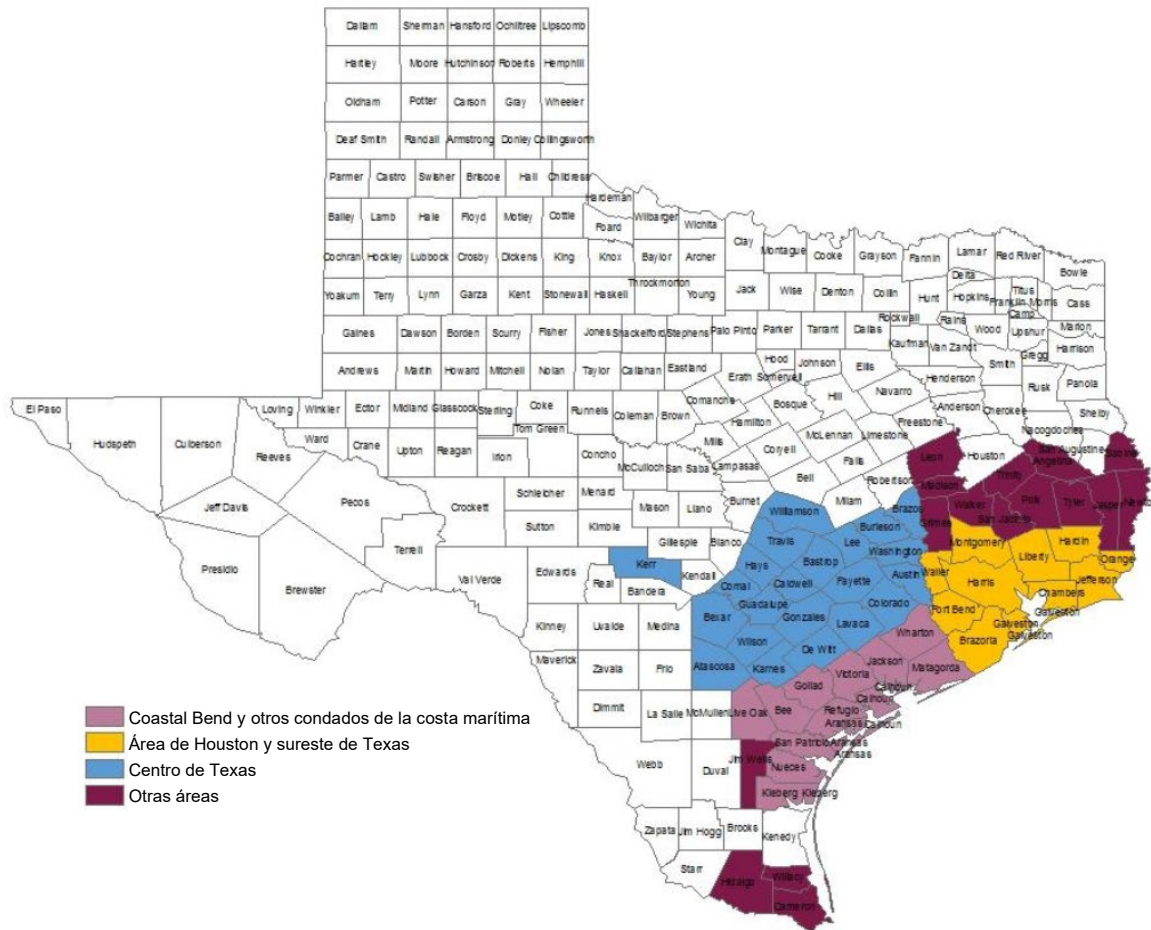 Dallam Sherman Hansford Ochiltree Lipscomb
Hartley Moore Hutchinson Roberts Hemphill
Oldham Potter Carson Gray Wheeler
Deaf Smith Randall Armstrong Donley Collingsworth
Parmer Castro Swisher Briscoe Hall Childress
Hardeman
Bailey Lamb Hale Floyd Motley Cottle Foard Wilbarger Wichita
Clay Montague Cooke Grayson Fannin Lamar Red River Bowie
Cochran Hockley Lubbock Crosby Dickens King Knox Baylor Archer
Delta Titus
Throckmorton
Yoakum Terry Lynn Garza Kent Stonewall Haskell Young Jack Wise Denton Collin Hunt Hopkins Franklin Morris Cass
Camp
Rockwall Rains
Gaines Dawson Borden Scurry Fisher Jones Shackelford Stephens Palo Pinto Parker Tarrant Dallas Kaufman Van Zandt Wood Upshur Marion
Gregg Harrison
Andrews Martin Howard Mitchell Nolan Taylor Callahan Eastland Hood Johnson Ellis Smith
Erath Somervell Navarro Henderson Rusk Panola
El Paso Hudspeth Culberson Loving Winkler Ector Midland Glasscock Sterling Coke Runnels Coleman Brown Comanche Bosque Hill Anderson Cherokee Shelby
Tom Green Hamilton Freestone Nacogdoches
Reeves Ward Crane Upton Reagan Irion Concho McCulloch San Saba Mills Coryell McLennan Limestone Leon Houston San Augustine Sabine
Lampasas Falls Angelina
Jeff Davis Pecos Crockett Schleicher Menard Mason Llano Burnet Bell Milam Robertson Madison Trinity
Sutton Kimble Williamson Brazos Grimes Walker San Jacinto Polk Tyler Jasper Newto
Presidio Brewster Terrell Val Verde Edwards Gillespie Blanco Travis Lee Burleson Montgomery Liberty Hardin
Kerr Kendall Hays Bastrop Washington Waller Harris Orange
Real Bandera Comal Caldwell Fayette Austin Jefferson
Kinney Uvalde Medina Bexar Guadalupe Gonzales Colorado Fort Bend Chambers
Galveston
Wilson Lavaca Wharton Brazoria Galveston
Galveston
Maverick Zavala Frio Atascosa Karnes De Witt Jackson Matagorda
Victoria
Dimmit La Salle McMullen Live Oak Bee Goliad Calhoun
Calhoun
Refugio Calhoun
Aransas
San Patricio Aransas
Aransas
Webb Duval Jim Wells Nueces
Kleberg Kleberg
Zapata Jim Hogg Brooks Kenedy
Starr Hidalgo Willacy
Cameron
Coastal Bend y otros condados de la costa marítima
Área de Houston y sureste de Texas
Centro de Texas
Otras áreas